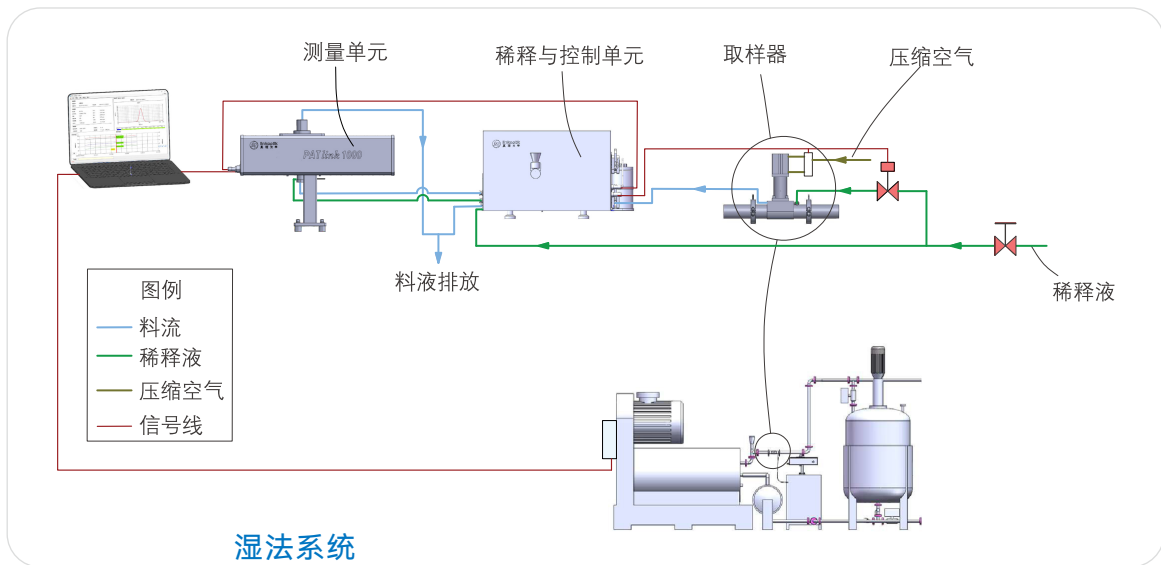 测量单元
稀释与控制单元
取样器
压缩空气
PATlink 1000
料液排放
稀释液
图例
料流
稀释液
压缩空气
信号线
湿法系统